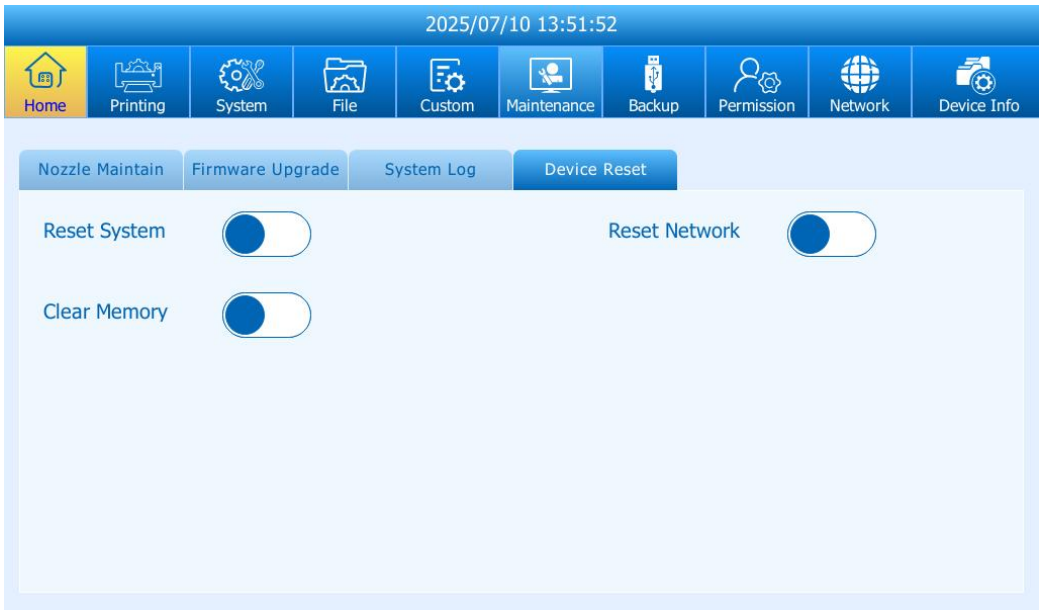 2025/07/10 13:51:52
Home Printing System File Custom Maintenance Backup Permission Network Device Info
Nozzle Maintain Firmware Upgrade System Log Device Reset
Reset System Reset Network
Clear Memory